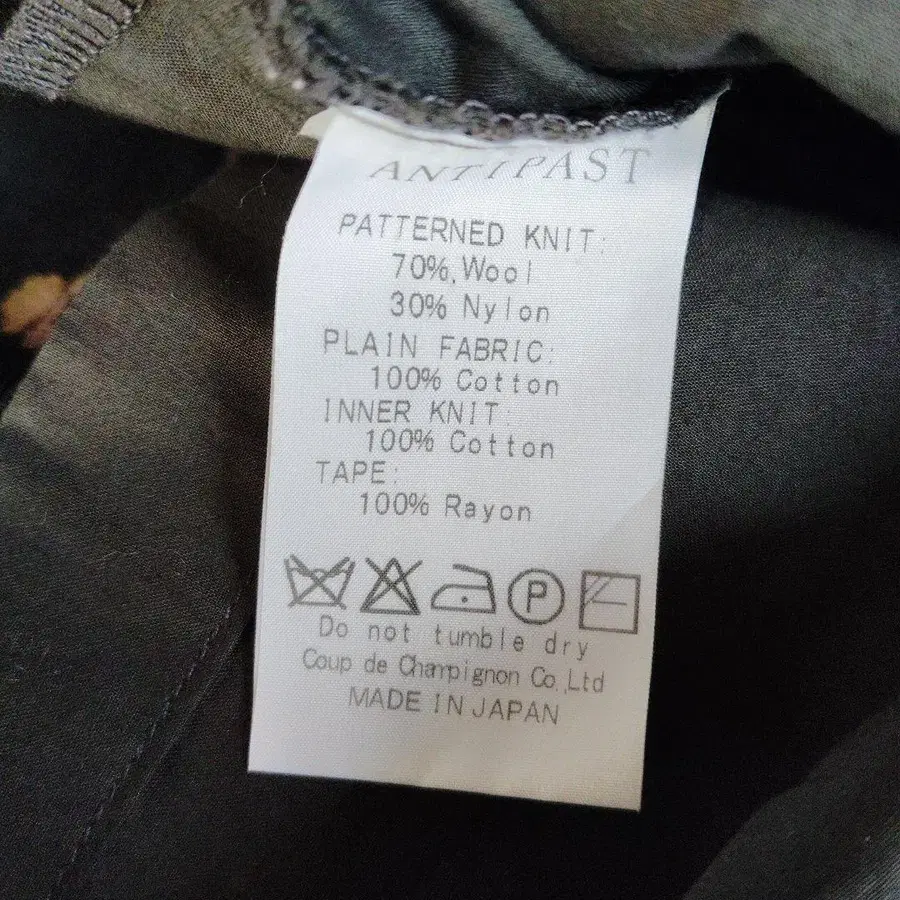 ANTIPAST
PATTERNED KNIT:
70%.Wool
30% Nylon
PLAIN FABRIC:
100% Cotton
INNER KNIT:
100% Cotton
TAPE:
100% Rayon
P
Do not tumble dry
Coup de Champignon Co.,Ltd
MADE IN JAPAN